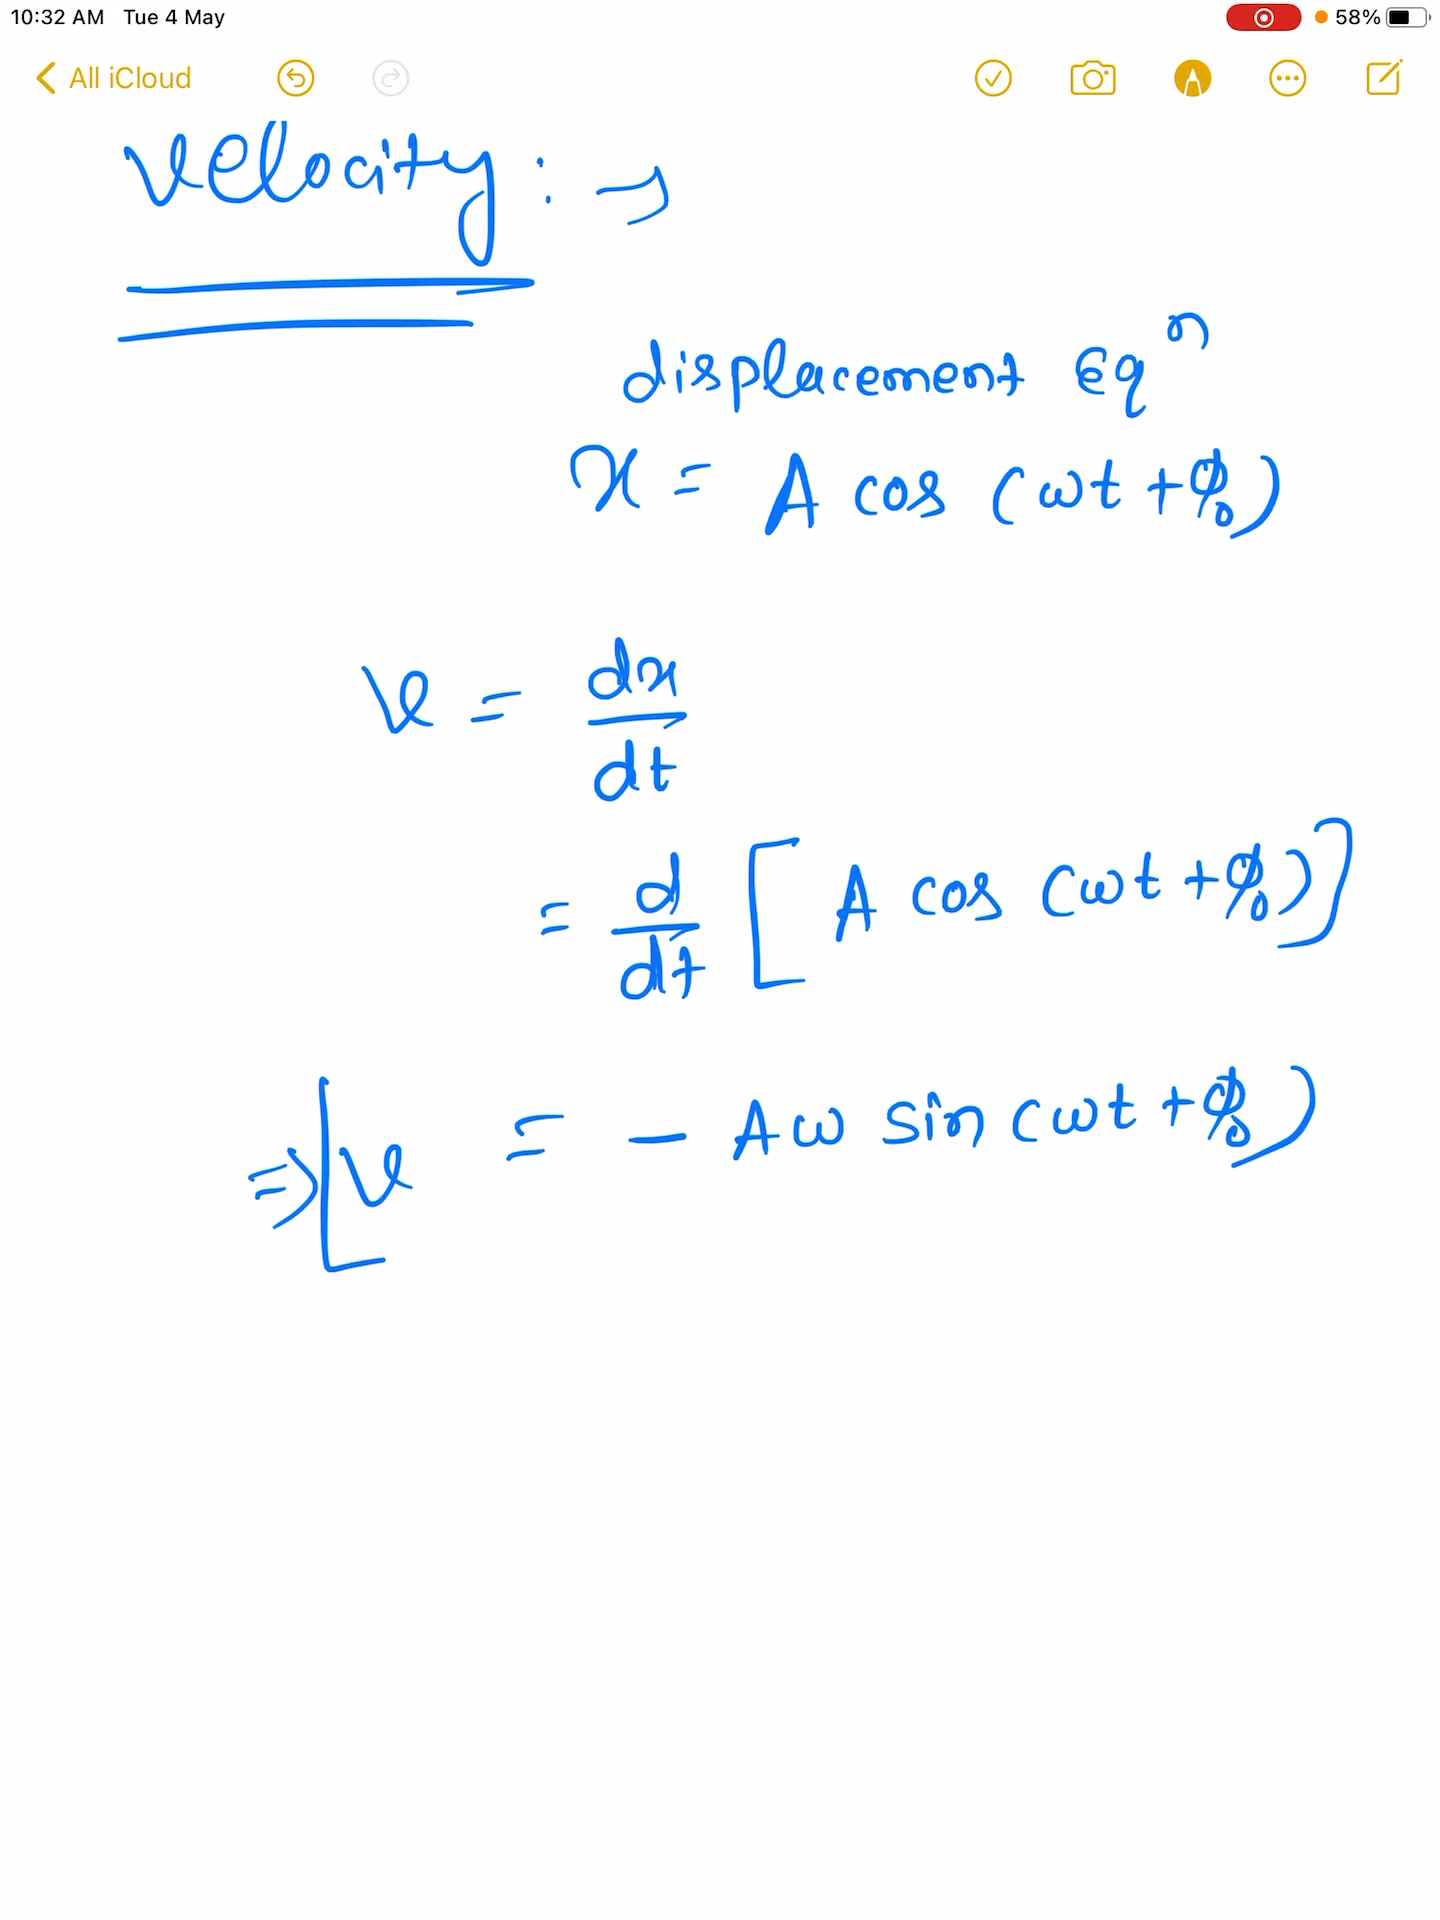 10:32 AM Tue 4 May 58%
All iCloud
Velocity :→
displacement Eqⁿ
x = A cos (ωt + φ₀)
v = dx/dt
= d/dt [A cos (ωt + φ₀)]
⇒ v = - Aω sin (ωt + φ₀)